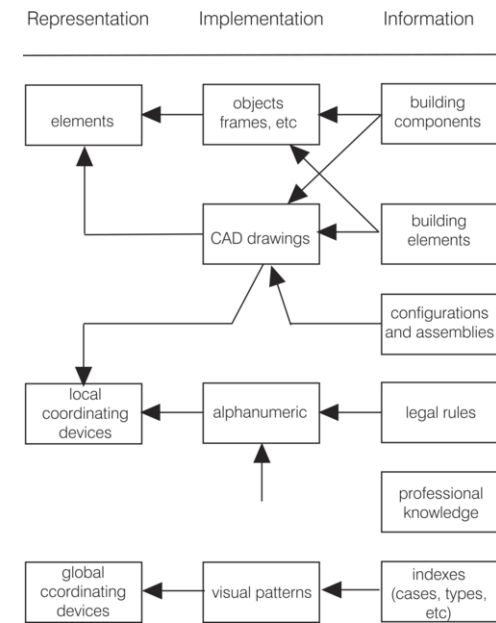 Representation Implementation Information
elements
objects
frames, etc
building
components
CAD drawings
building
elements
configurations
and assemblies
local
coordinating
devices
alphanumeric
legal rules
professional
knowledge
global
ccordinating
devices
visual patterns
indexes
(cases, types,
etc)